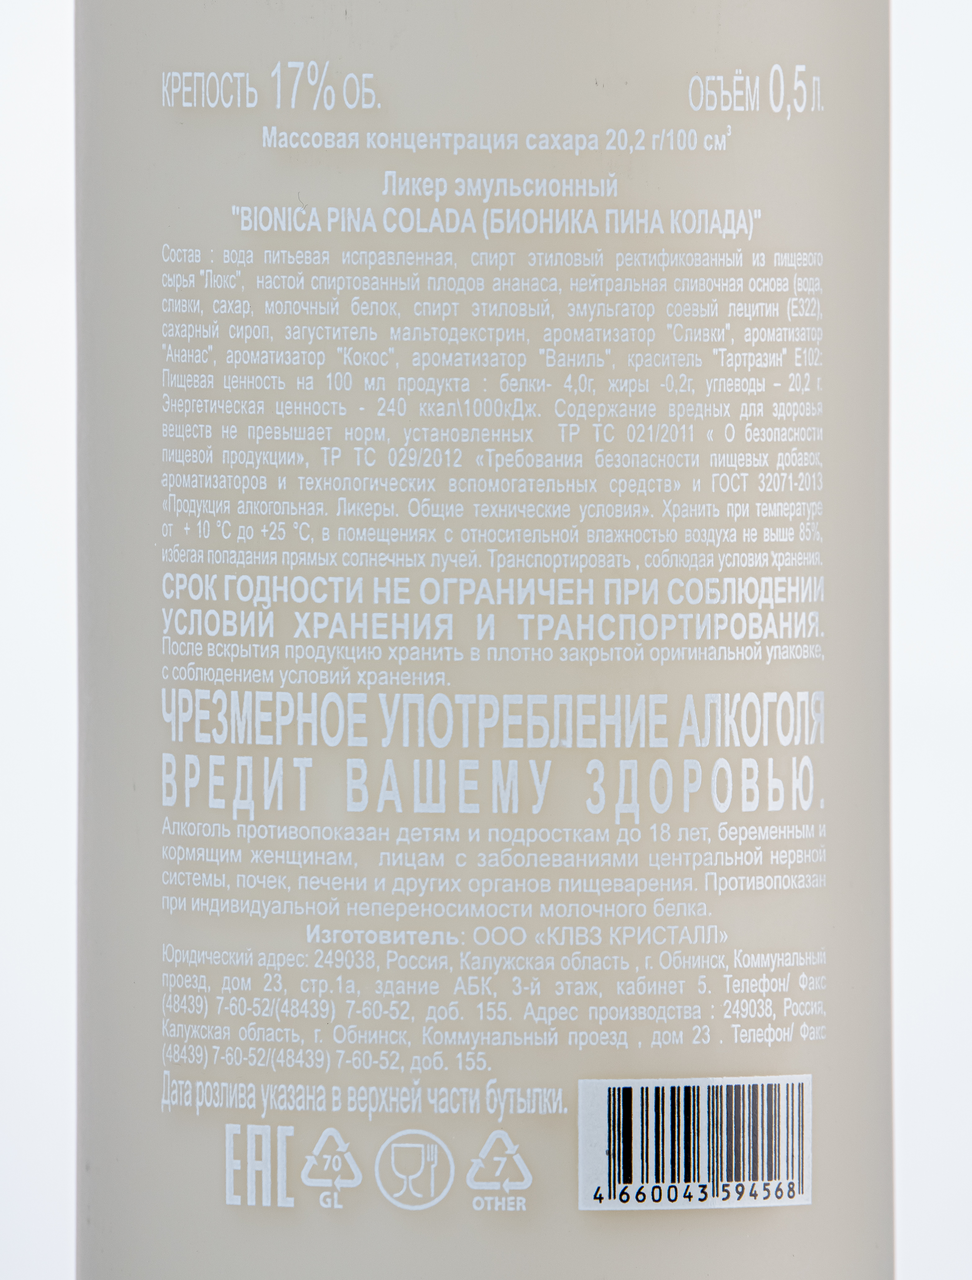 КРЕПОСТЬ 17% ОБ. ОБЪЁМ 0,5 Л.
Массовая концентрация сахара 20,2 г/100 см³
Ликер эмульсионный
"BIONICA PINA COLADA (БИОНИКА ПИНА КОЛАДА)"
Состав : вода питьевая исправленная, спирт этиловый ректификованный из пищевого
сырья "Люкс", настой спиртованный плодов ананаса, нейтральная сливочная основа (вода,
сливки, сахар, молочный белок, спирт этиловый, эмульгатор соевый лецитин (Е322),
сахарный сироп, загуститель мальтодекстрин, ароматизатор "Сливки", ароматизатор
"Ананас", ароматизатор "Кокос", ароматизатор "Ваниль", краситель "Тартразин" Е102:
Пищевая ценность на 100 мл продукта : белки- 4,0г, жиры -0,2г, углеводы – 20,2 г.
Энергетическая ценность - 240 ккал\1000кДж. Содержание вредных для здоровья
веществ не превышает норм, установленных ТР ТС 021/2011 « О безопасности
пищевой продукции», ТР ТС 029/2012 «Требования безопасности пищевых добавок,
ароматизаторов и технологических вспомогательных средств» и ГОСТ 32071-2013
«Продукция алкогольная. Ликеры. Общие технические условия». Хранить при температуре
от + 10 °С до +25 °С, в помещениях с относительной влажностью воздуха не выше 85%,
избегая попадания прямых солнечных лучей. Транспортировать , соблюдая условия хранения.
СРОК ГОДНОСТИ НЕ ОГРАНИЧЕН ПРИ СОБЛЮДЕНИИ
УСЛОВИЙ ХРАНЕНИЯ И ТРАНСПОРТИРОВАНИЯ.
После вскрытия продукцию хранить в плотно закрытой оригинальной упаковке,
с соблюдением условий хранения.
ЧРЕЗМЕРНОЕ УПОТРЕБЛЕНИЕ АЛКОГОЛЯ
ВРЕДИТ ВАШЕМУ ЗДОРОВЬЮ.
Алкоголь противопоказан детям и подросткам до 18 лет, беременным и
кормящим женщинам, лицам с заболеваниями центральной нервной
системы, почек, печени и других органов пищеварения. Противопоказан
при индивидуальной непереносимости молочного белка.
Изготовитель: ООО «КЛВЗ КРИСТАЛЛ»
Юридический адрес: 249038, Россия, Калужская область , г. Обнинск, Коммунальный
проезд, дом 23, стр.1а, здание АБК, 3-й этаж, кабинет 5. Телефон/ Факс
(48439) 7-60-52/(48439) 7-60-52, доб. 155. Адрес производства : 249038, Россия,
Калужская область, г. Обнинск, Коммунальный проезд , дом 23 . Телефон/ Факс
(48439) 7-60-52/(48439) 7-60-52, доб. 155.
Дата розлива указана в верхней части бутылки.
ЕАС 70 GL 7 OTHER
4 660043 594568